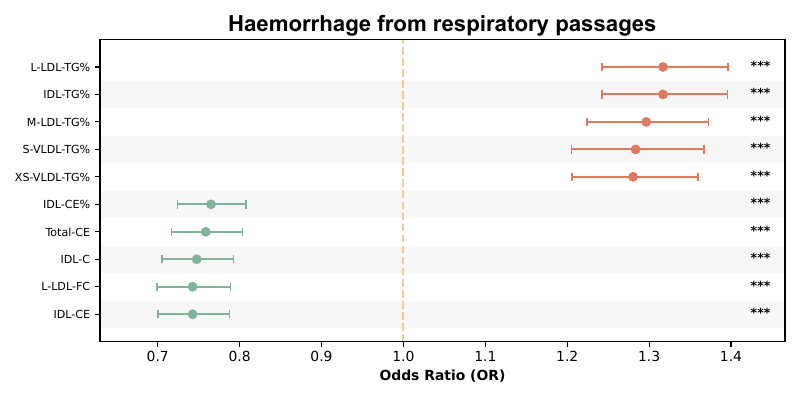 Haemorrhage from respiratory passages
L-LDL-TG% ***
IDL-TG% ***
M-LDL-TG% ***
S-VLDL-TG% ***
XS-VLDL-TG% ***
IDL-CE% ***
Total-CE ***
IDL-C ***
L-LDL-FC ***
IDL-CE ***
0.7 0.8 0.9 1.0 1.1 1.2 1.3 1.4
Odds Ratio (OR)